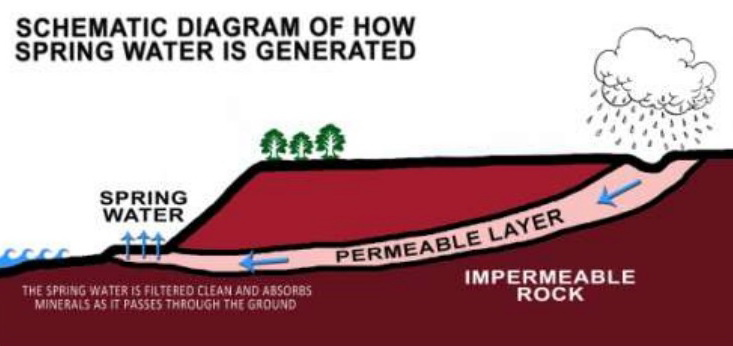 SCHEMATIC DIAGRAM OF HOW
SPRING WATER IS GENERATED
SPRING
WATER
PERMEABLE LAYER
IMPERMEABLE
ROCK
THE SPRING WATER IS FILTERED CLEAN AND ABSORBS
MINERALS AS IT PASSES THROUGH THE GROUND